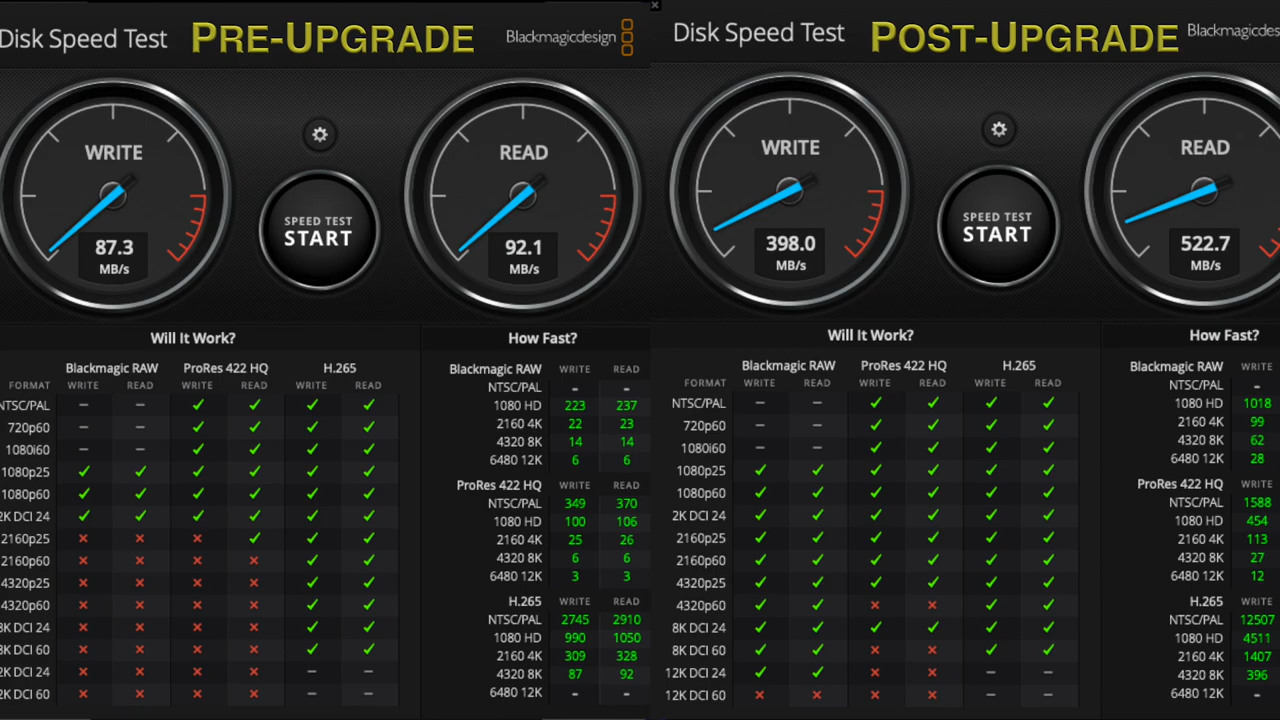 Disk Speed Test PRE-UPGRADE Blackmagicdesign
WRITE
87.3
MB/s
SPEED TEST
START
READ
92.1
MB/s
Will It Work?
Blackmagic RAW ProRes 422 HQ H.265
FORMAT WRITE READ WRITE READ WRITE READ
NTSC/PAL – – ✓ ✓ ✓ ✓
720p60 – – ✓ ✓ ✓ ✓
1080i60 – – ✓ ✓ ✓ ✓
1080p25 ✓ ✓ ✓ ✓ ✓ ✓
1080p60 ✓ ✓ ✓ ✓ ✓ ✓
2K DCI 24 ✓ ✓ ✓ ✓ ✓ ✓
2160p25 × × × ✓ ✓ ✓
2160p60 × × × × ✓ ✓
4320p25 × × × × ✓ ✓
4320p60 × × × × ✓ ✓
8K DCI 24 × × × × ✓ ✓
8K DCI 60 × × × × ✓ ✓
2K DCI 24 × × × × – –
2K DCI 60 × × × × – –
How Fast?
Blackmagic RAW WRITE READ
NTSC/PAL - -
1080 HD 223 237
2160 4K 22 23
4320 8K 14 14
6480 12K 6 6
ProRes 422 HQ WRITE READ
NTSC/PAL 349 370
1080 HD 100 106
2160 4K 25 26
4320 8K 6 6
6480 12K 3 3
H.265 WRITE READ
NTSC/PAL 2745 2910
1080 HD 990 1050
2160 4K 309 328
4320 8K 87 92
6480 12K - -
Disk Speed Test POST-UPGRADE Blackmagicdes
WRITE
398.0
MB/s
SPEED TEST
START
READ
522.7
MB/s
Will It Work?
Blackmagic RAW ProRes 422 HQ H.265
FORMAT WRITE READ WRITE READ WRITE READ
NTSC/PAL – – ✓ ✓ ✓ ✓
720p60 – – ✓ ✓ ✓ ✓
1080i60 – – ✓ ✓ ✓ ✓
1080p25 ✓ ✓ ✓ ✓ ✓ ✓
1080p60 ✓ ✓ ✓ ✓ ✓ ✓
2K DCI 24 ✓ ✓ ✓ ✓ ✓ ✓
2160p25 ✓ ✓ ✓ ✓ ✓ ✓
2160p60 ✓ ✓ ✓ ✓ ✓ ✓
4320p25 ✓ ✓ ✓ ✓ ✓ ✓
4320p60 ✓ ✓ × × ✓ ✓
8K DCI 24 ✓ ✓ ✓ ✓ ✓ ✓
8K DCI 60 ✓ ✓ × × ✓ ✓
12K DCI 24 ✓ ✓ × × – –
12K DCI 60 × × × × – –
How Fast?
Blackmagic RAW WRITE
NTSC/PAL -
1080 HD 1018
2160 4K 99
4320 8K 62
6480 12K 28
ProRes 422 HQ WRITE
NTSC/PAL 1588
1080 HD 454
2160 4K 113
4320 8K 27
6480 12K 12
H.265 WRITE
NTSC/PAL 12507
1080 HD 4511
2160 4K 1407
4320 8K 396
6480 12K -